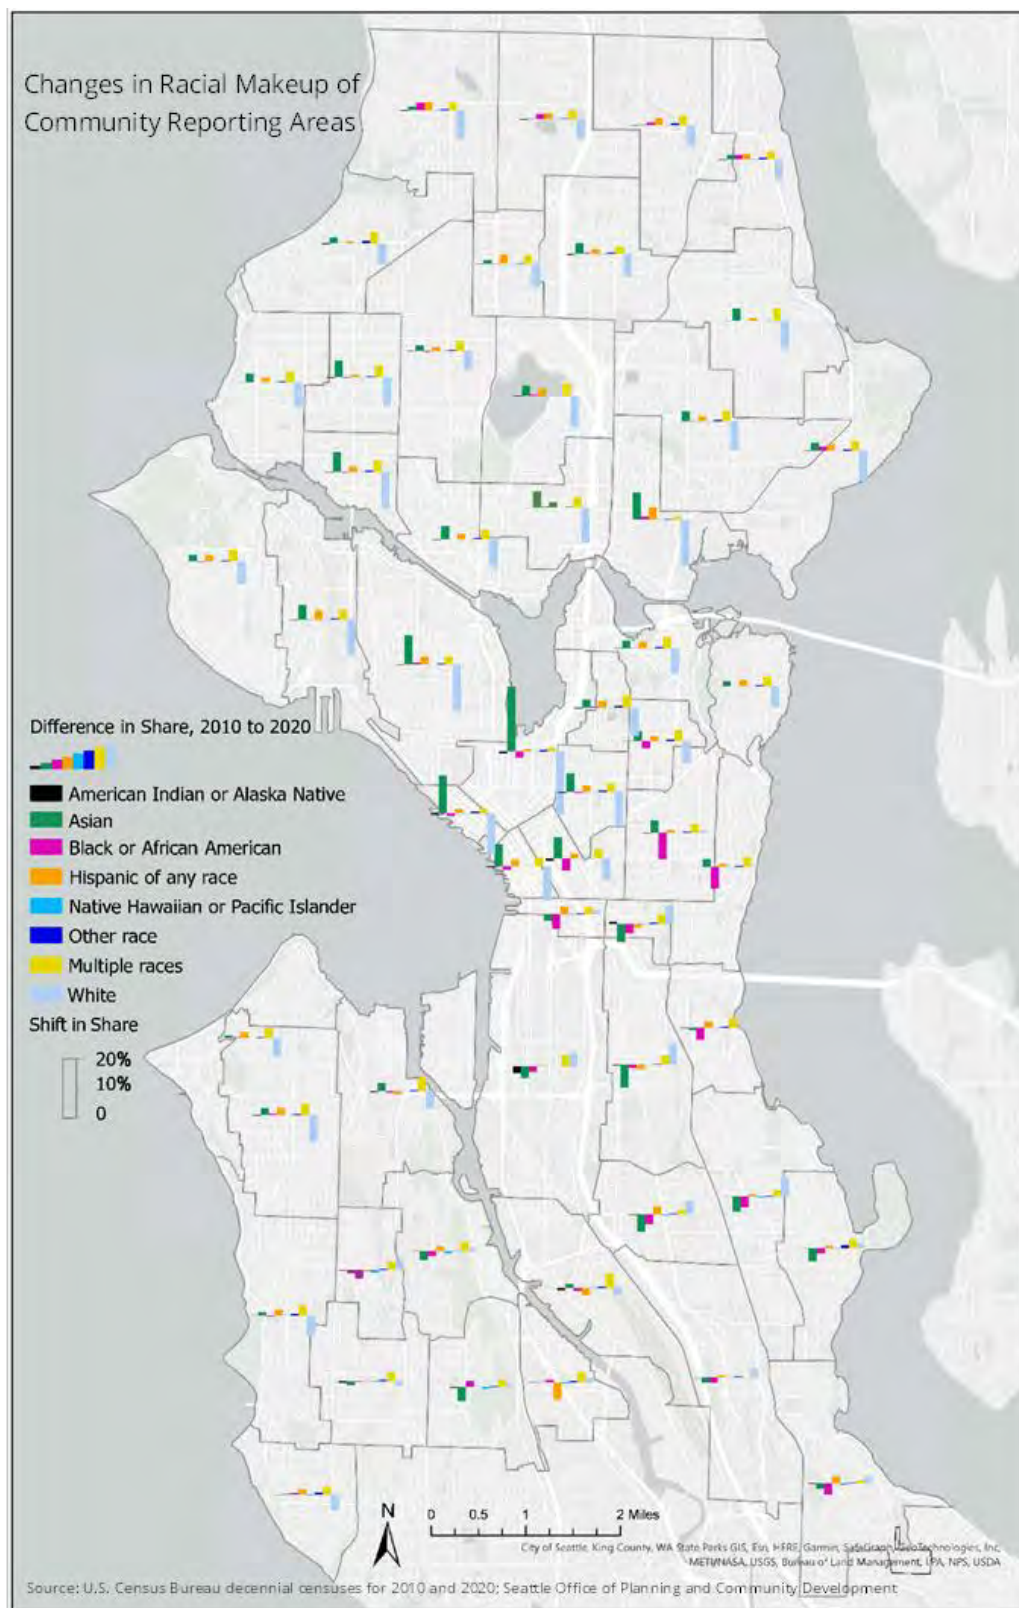 Changes in Racial Makeup of
Community Reporting Areas
Difference in Share, 2010 to 2020
American Indian or Alaska Native
Asian
Black or African American
Hispanic of any race
Native Hawaiian or Pacific Islander
Other race
Multiple races
White
Shift in Share
20%
10%
0
N
0 0.5 1 2 Miles
City of Seattle, King County, WA State Parks GIS, Esri, HERE, Garmin, SafeGraph, GeoTechnologies, Inc,
METI/NASA, USGS, Bureau of Land Management, EPA, NPS, USDA
Source: U.S. Census Bureau decennial censuses for 2010 and 2020; Seattle Office of Planning and Community Development